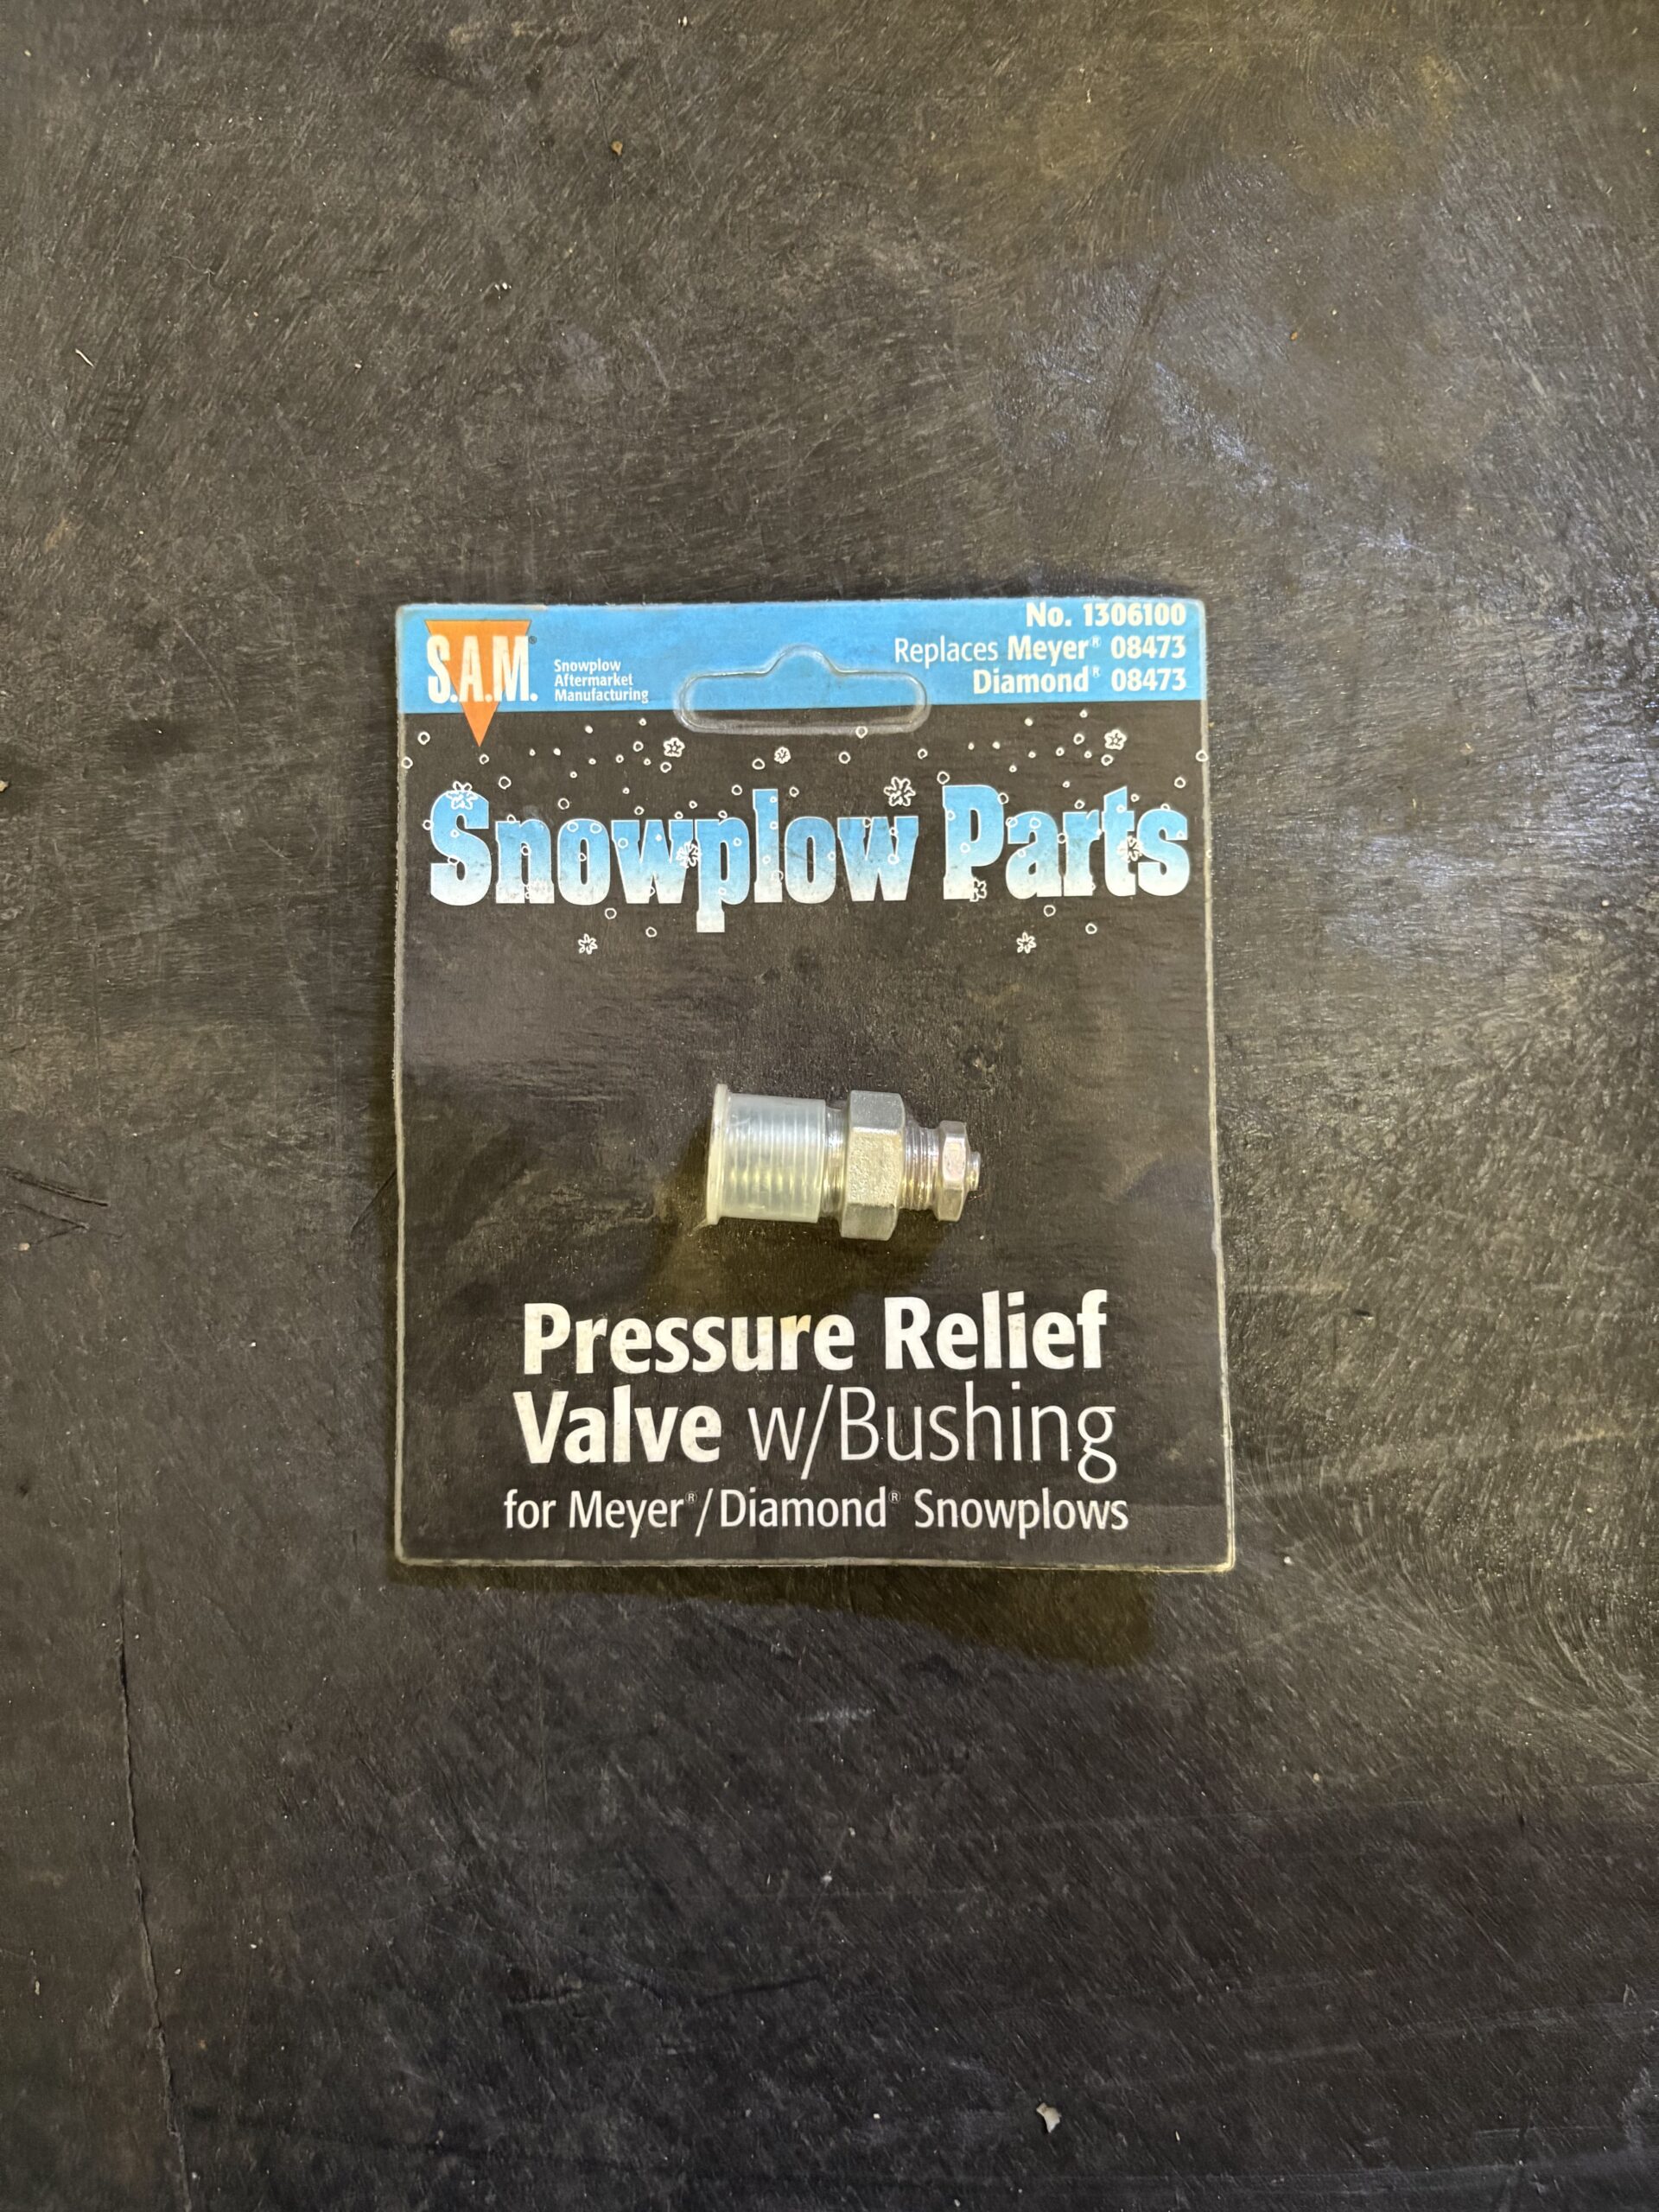 S.A.M.®
Snowplow
Aftermarket
Manufacturing
No. 1306100
Replaces Meyer® 08473
Diamond® 08473
Snowplow Parts
Pressure Relief
Valve w/Bushing
for Meyer®/Diamond® Snowplows